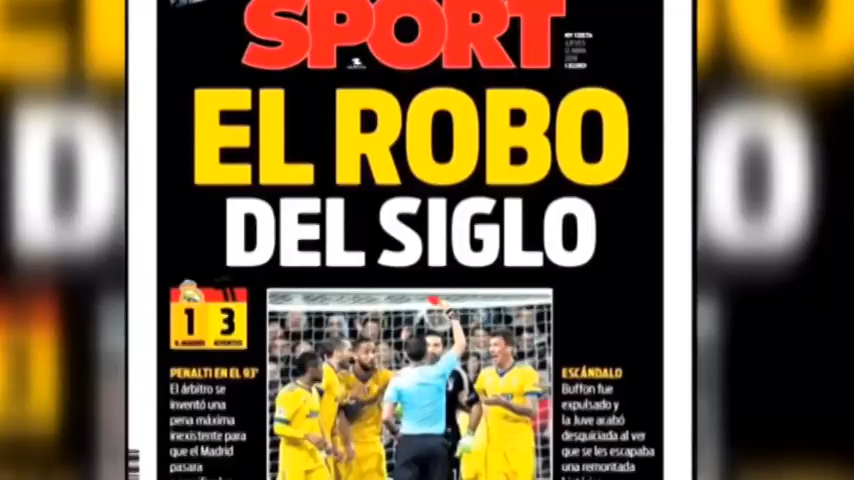 SPORT
EL ROBO
DEL SIGLO
1 3
PENALTI EN EL 93'
El árbitro se
inventó una
pena máxima
inexistente para
que el Madrid
pasara
ESCÁNDALO
Buffon fue
expulsado y
la Juve acabó
desquiciada al ver
que se les escapaba
una remontada